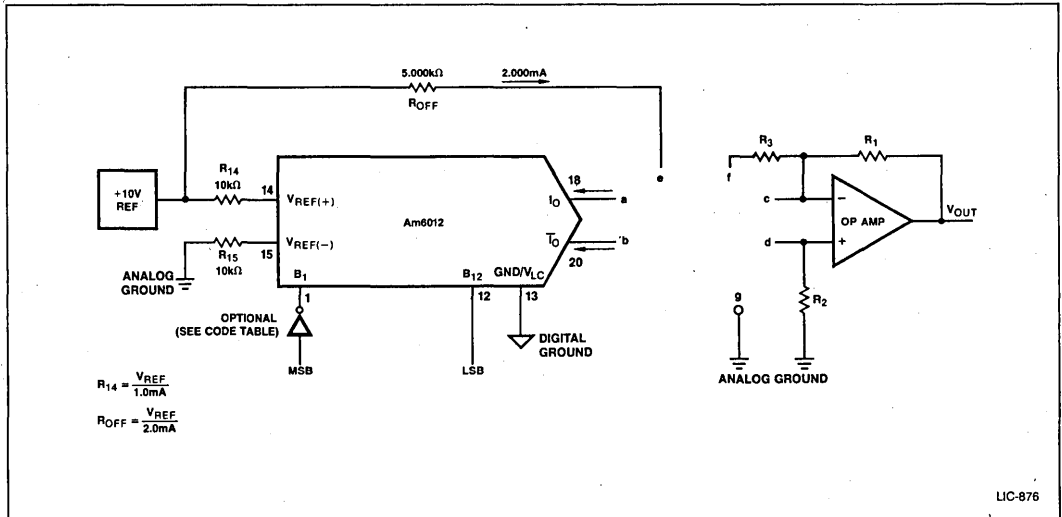 5.000kΩ
2.000mA
ROFF
+10V
REF
R14
10kΩ
14
VREF(+)
Am6012
18
IO
a
e
f
R3
R1
c
−
OP AMP
VOUT
d
+
R2
R15
10kΩ
15
VREF(−)
ĪO
b
20
ANALOG
GROUND
B1
1
B12
12
GND/VLC
13
g
OPTIONAL
(SEE CODE TABLE)
DIGITAL
GROUND
ANALOG GROUND
MSB
LSB
R14 = VREF / 1.0mA
ROFF = VREF / 2.0mA
LIC-876